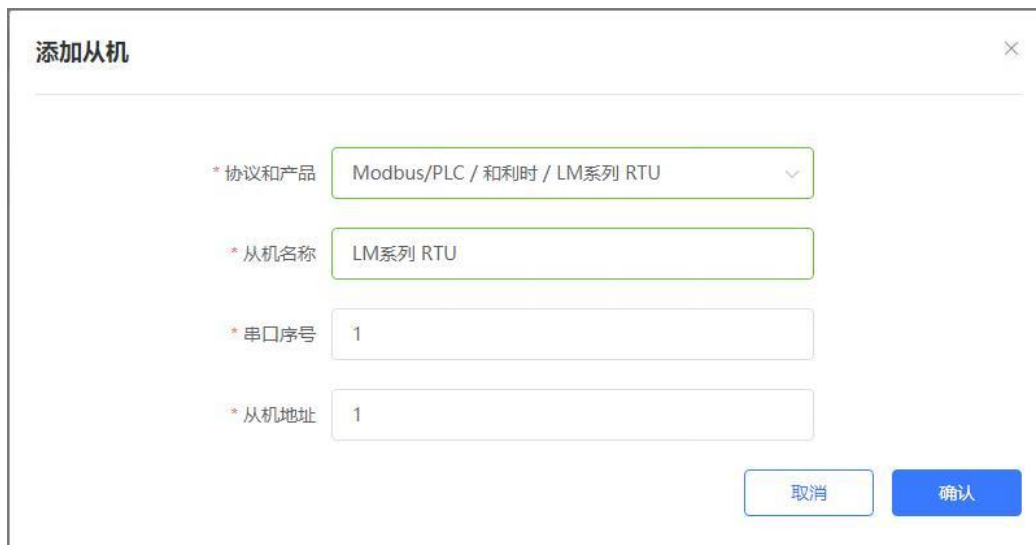 添加从机
* 协议和产品 Modbus/PLC / 和利时 / LM系列 RTU
* 从机名称 LM系列 RTU
* 串口序号 1
* 从机地址 1
取消 确认